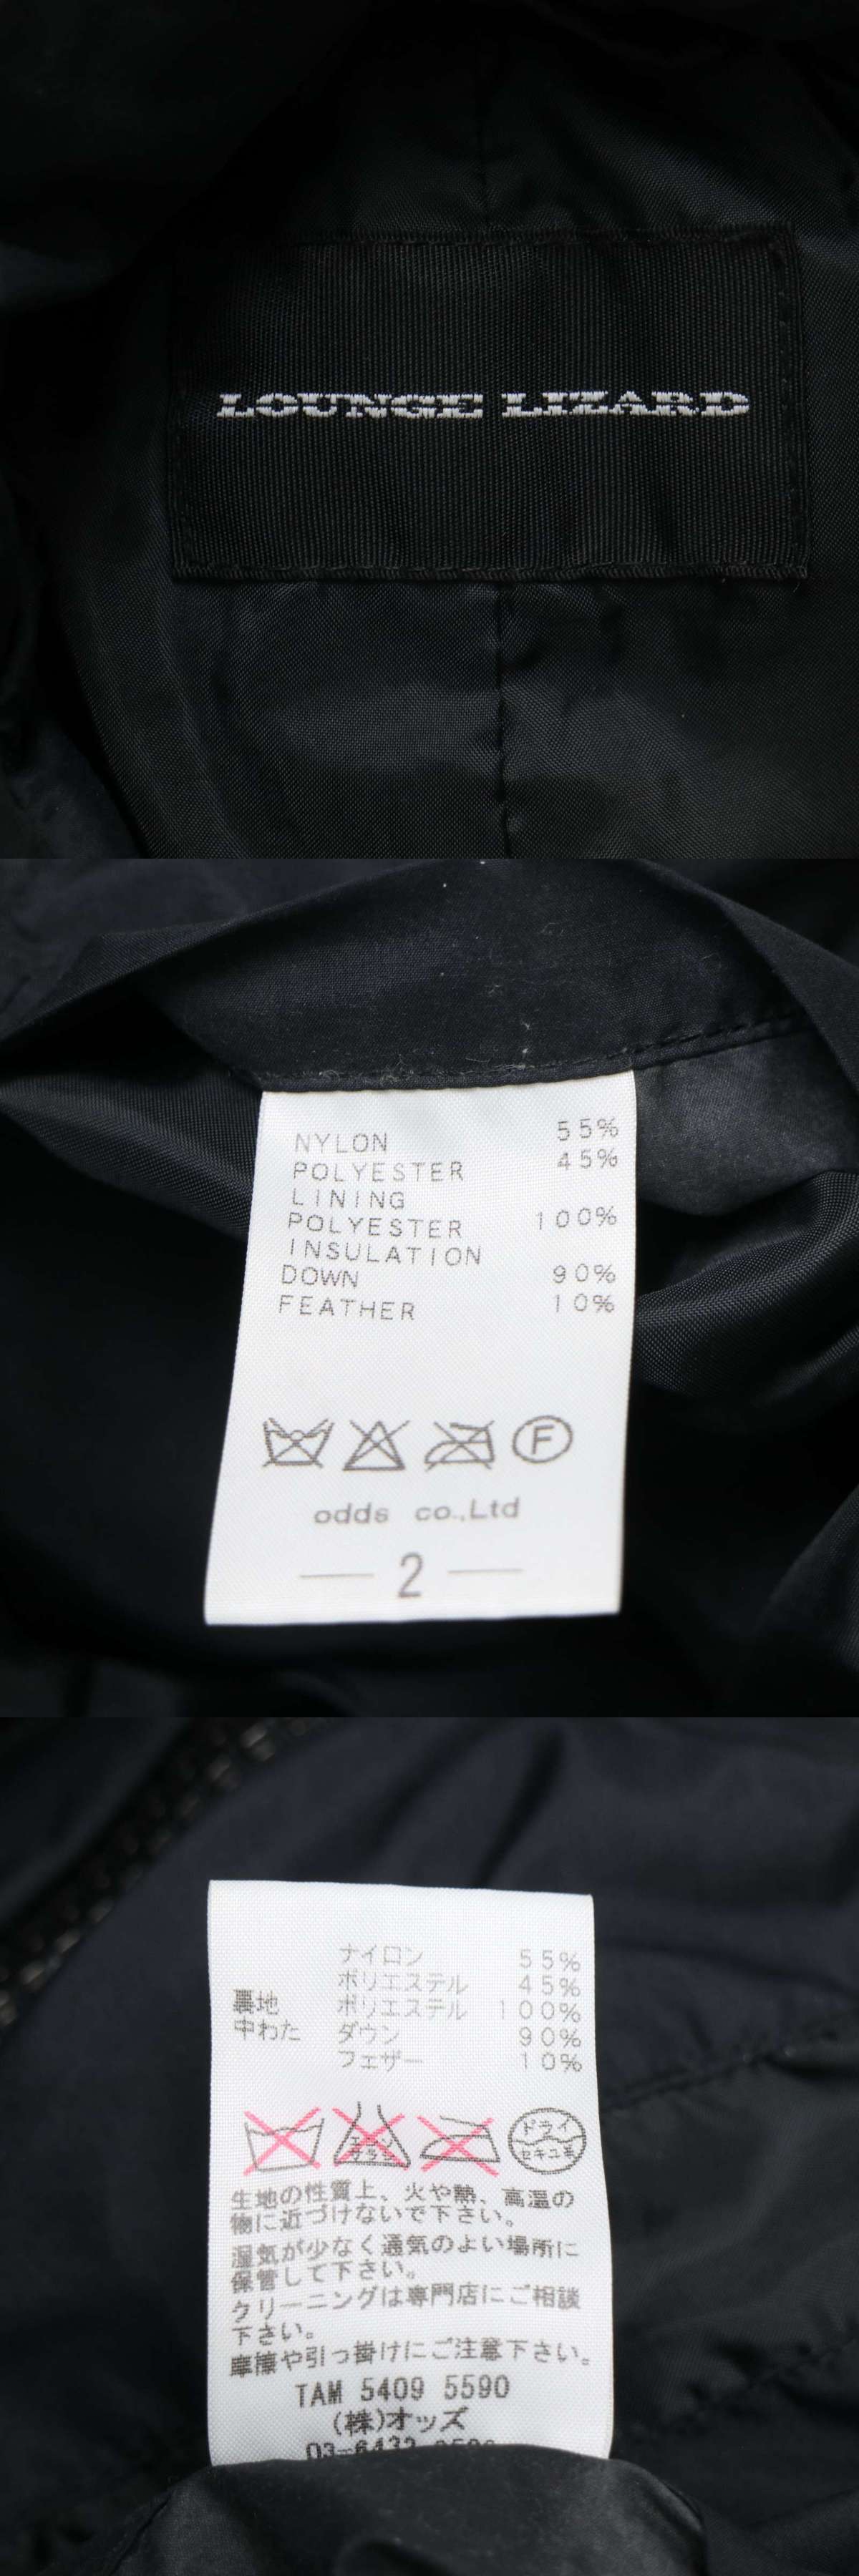 LOUNGE LIZARD
NYLON 55%
POLYESTER 45%
LINING
POLYESTER 100%
INSULATION
DOWN 90%
FEATHER 10%
F
odds co.,Ltd
2
ナイロン 55%
ポリエステル 45%
裏地 ポリエステル 100%
中わた ダウン 90%
フェザー 10%
エンソ ドライ
サラシ セキユ系
生地の性質上、火や熱、高温の
物に近づけないで下さい。
湿気が少なく通気のよい場所に
保管して下さい。
クリーニングは専門店にご相談
下さい。
摩擦や引っ掛けにご注意下さい。
TAM 5409 5590
(株)オッズ